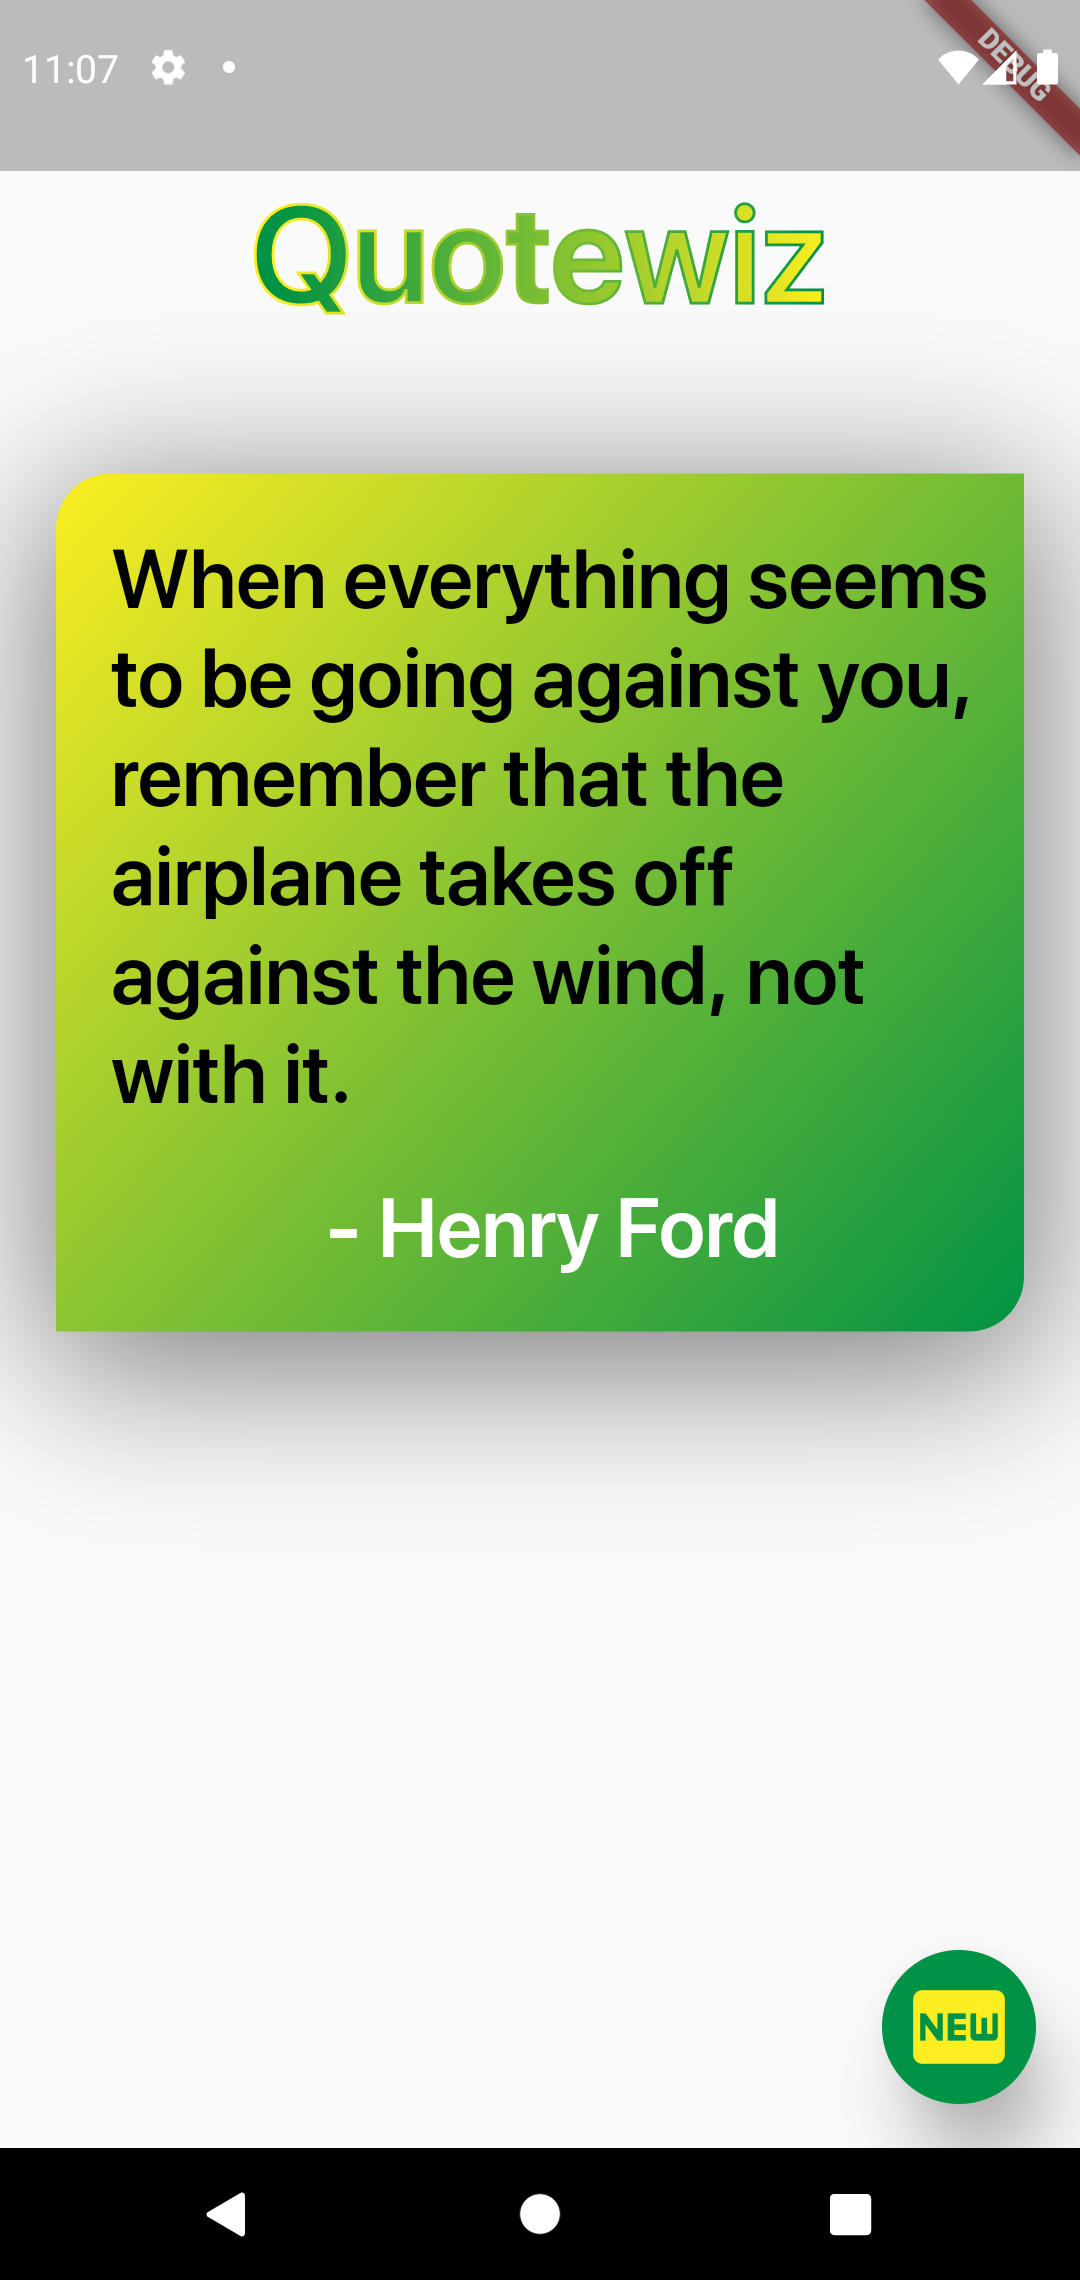 11:07
DEBUG
Quotewiz
When everything seems
to be going against you,
remember that the
airplane takes off
against the wind, not
with it.
- Henry Ford
NEW